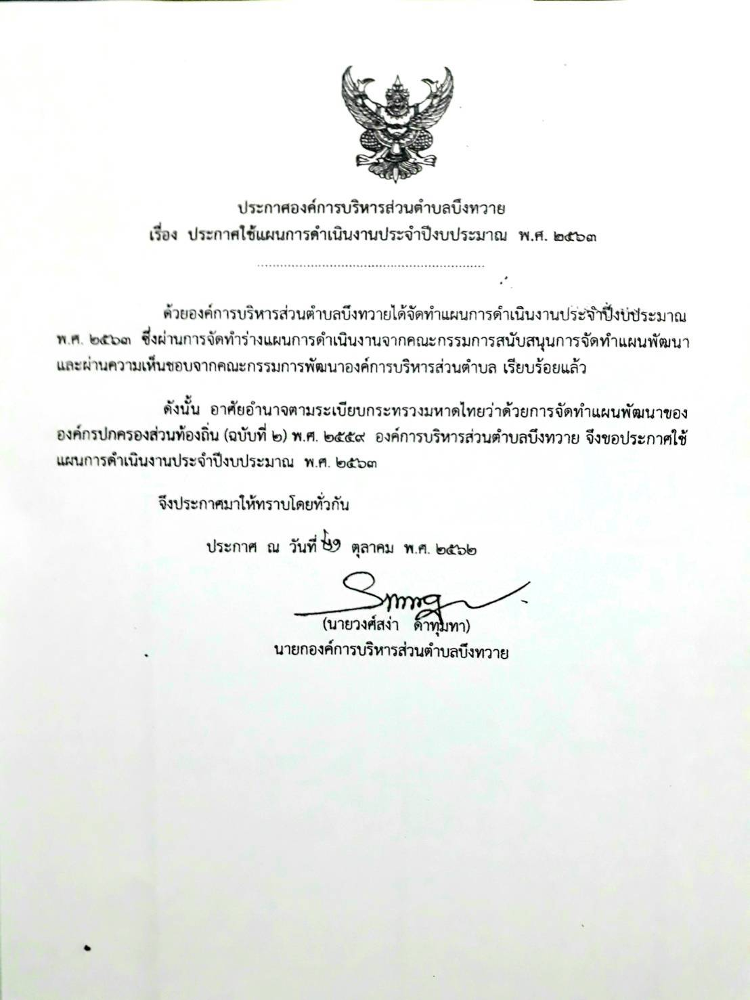 ประกาศองค์การบริหารส่วนตำบลบึงทวาย
เรื่อง ประกาศใช้แผนการดำเนินงานประจำปีงบประมาณ พ.ศ. ๒๕๖๓
ด้วยองค์การบริหารส่วนตำบลบึงทวายได้จัดทำแผนการดำเนินงานประจำปีงบประมาณ
พ.ศ. ๒๕๖๓ ซึ่งผ่านการจัดทำร่างแผนการดำเนินงานจากคณะกรรมการสนับสนุนการจัดทำแผนพัฒนา
และผ่านความเห็นชอบจากคณะกรรมการพัฒนาองค์การบริหารส่วนตำบล เรียบร้อยแล้ว
ดังนั้น อาศัยอำนาจตามระเบียบกระทรวงมหาดไทยว่าด้วยการจัดทำแผนพัฒนาของ
องค์กรปกครองส่วนท้องถิ่น (ฉบับที่ ๒) พ.ศ. ๒๕๕๙ องค์การบริหารส่วนตำบลบึงทวาย จึงขอประกาศใช้
แผนการดำเนินงานประจำปีงบประมาณ พ.ศ. ๒๕๖๓
จึงประกาศมาให้ทราบโดยทั่วกัน
ประกาศ ณ วันที่ ตุลาคม พ.ศ. ๒๕๖๒
(นายวงศ์สง่า ดำทุมทา)
นายกองค์การบริหารส่วนตำบลบึงทวาย